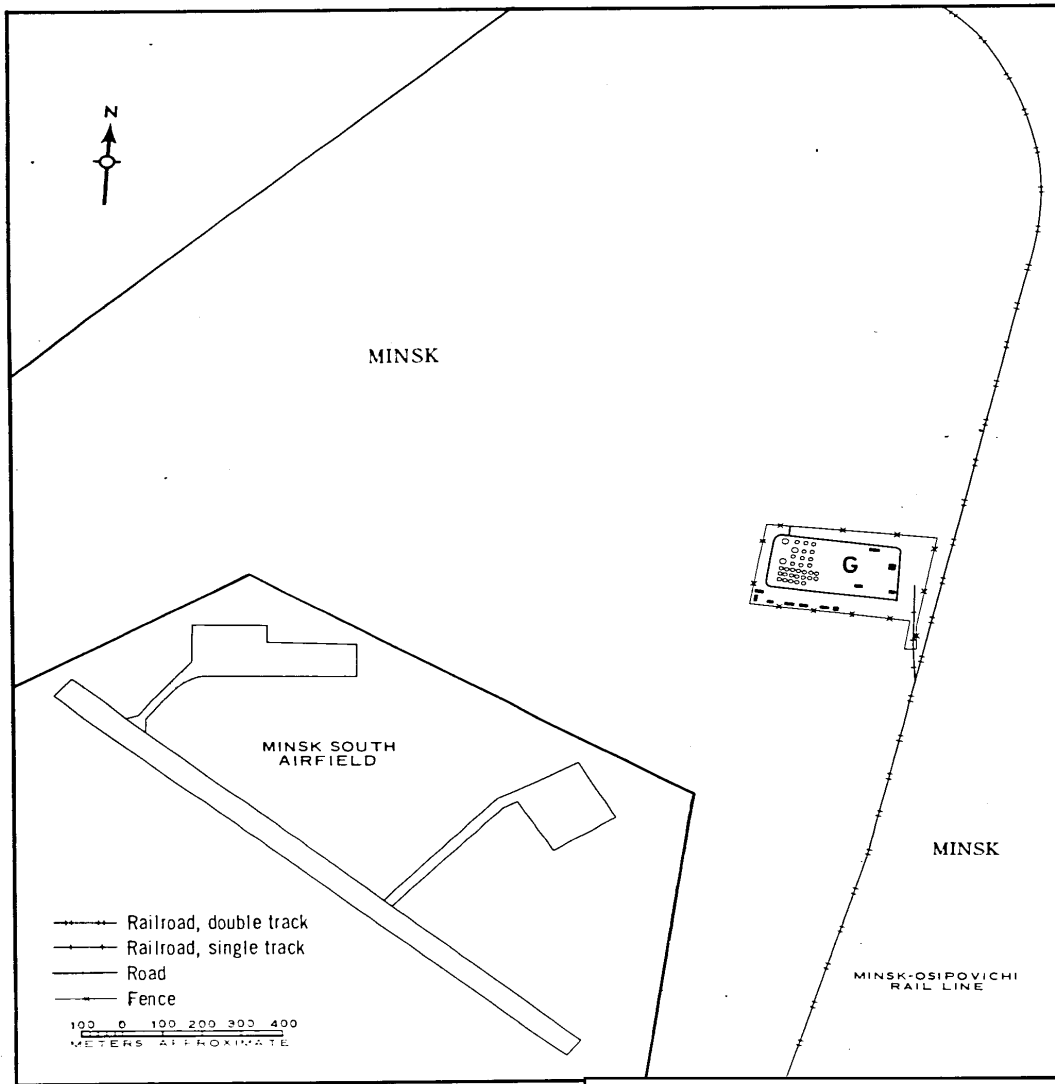 N
MINSK
G
MINSK SOUTH
AIRFIELD
MINSK
MINSK-OSIPOVICHI
RAIL LINE
Railroad, double track
Railroad, single track
Road
Fence
100 0 100 200 300 400
METERS APPROXIMATE